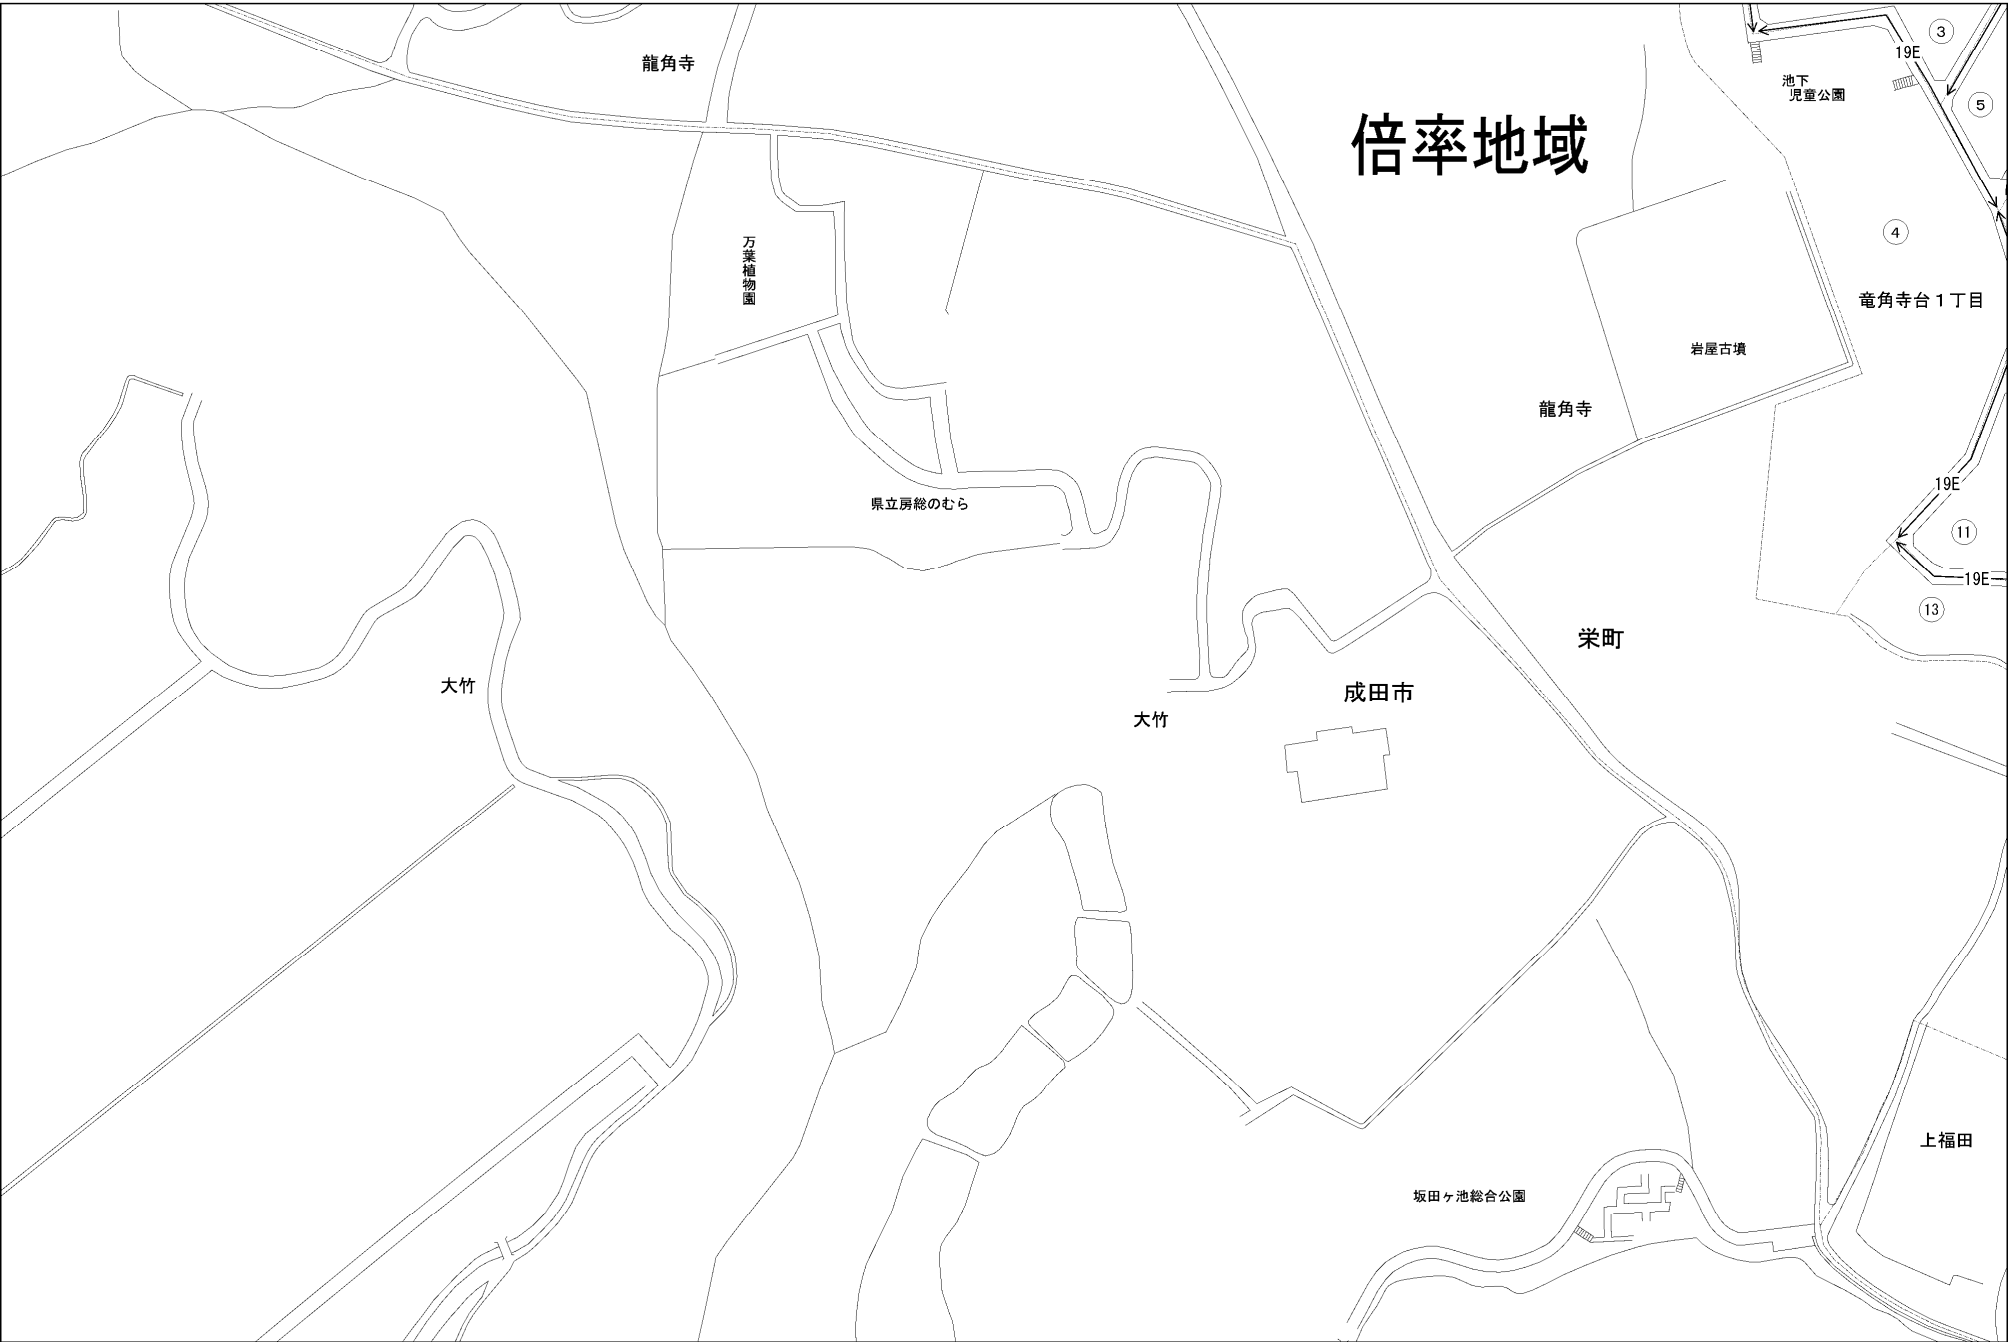 龍角寺
3
19E
池下
児童公園
5
倍率地域
4
万葉植物園
竜角寺台1丁目
岩屋古墳
龍角寺
19E
県立房総のむら
11
19E
13
栄町
大竹
成田市
大竹
上福田
坂田ヶ池総合公園